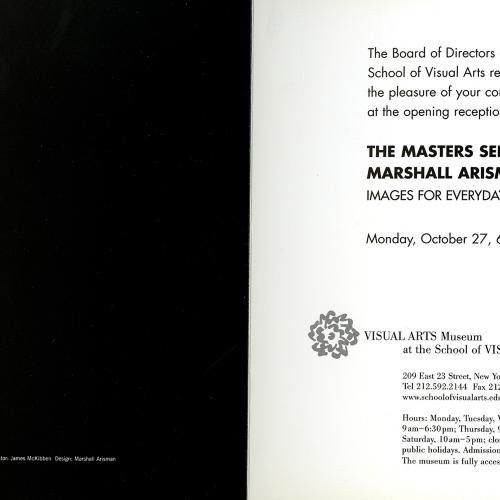 The Board of Directors
School of Visual Arts re
the pleasure of your co
at the opening receptio
THE MASTERS SE
MARSHALL ARISM
IMAGES FOR EVERYDA
Monday, October 27, 6
VISUAL ARTS Museum
at the School of VIS
209 East 23 Street, New Yo
Tel 212.592.2144 Fax 212
www.schoolofvisualarts.edu
Hours: Monday, Tuesday, W
9am–6:30pm; Thursday, 9
Saturday, 10am–5pm; clo
public holidays. Admission
The museum is fully acces
ton James McKibben Design: Marshall Arisman